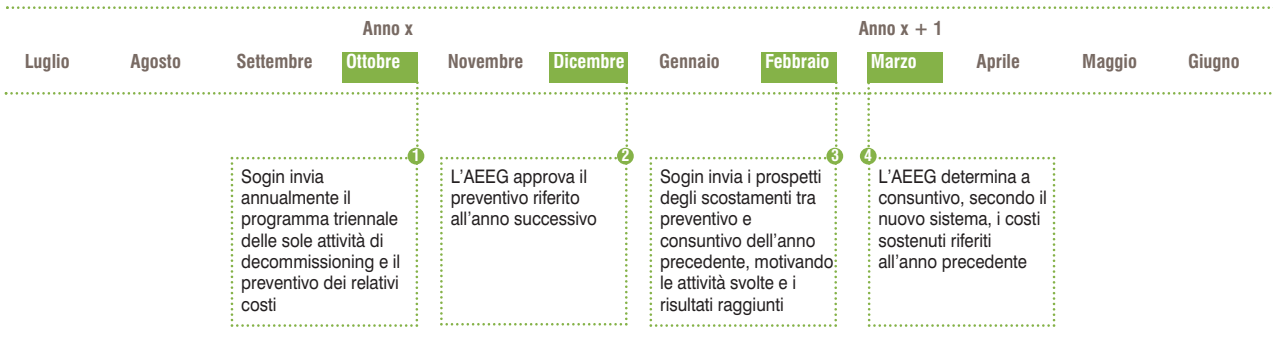 Anno x
Anno x + 1
Luglio Agosto Settembre Ottobre Novembre Dicembre Gennaio Febbraio Marzo Aprile Maggio Giugno
1
Sogin invia
annualmente il
programma triennale
delle sole attività di
decommissioning e il
preventivo dei relativi
costi
2
L'AEEG approva il
preventivo riferito
all'anno successivo
3
Sogin invia i prospetti
degli scostamenti tra
preventivo e
consuntivo dell'anno
precedente, motivando
le attività svolte e i
risultati raggiunti
4
L'AEEG determina a
consuntivo, secondo il
nuovo sistema, i costi
sostenuti riferiti
all'anno precedente